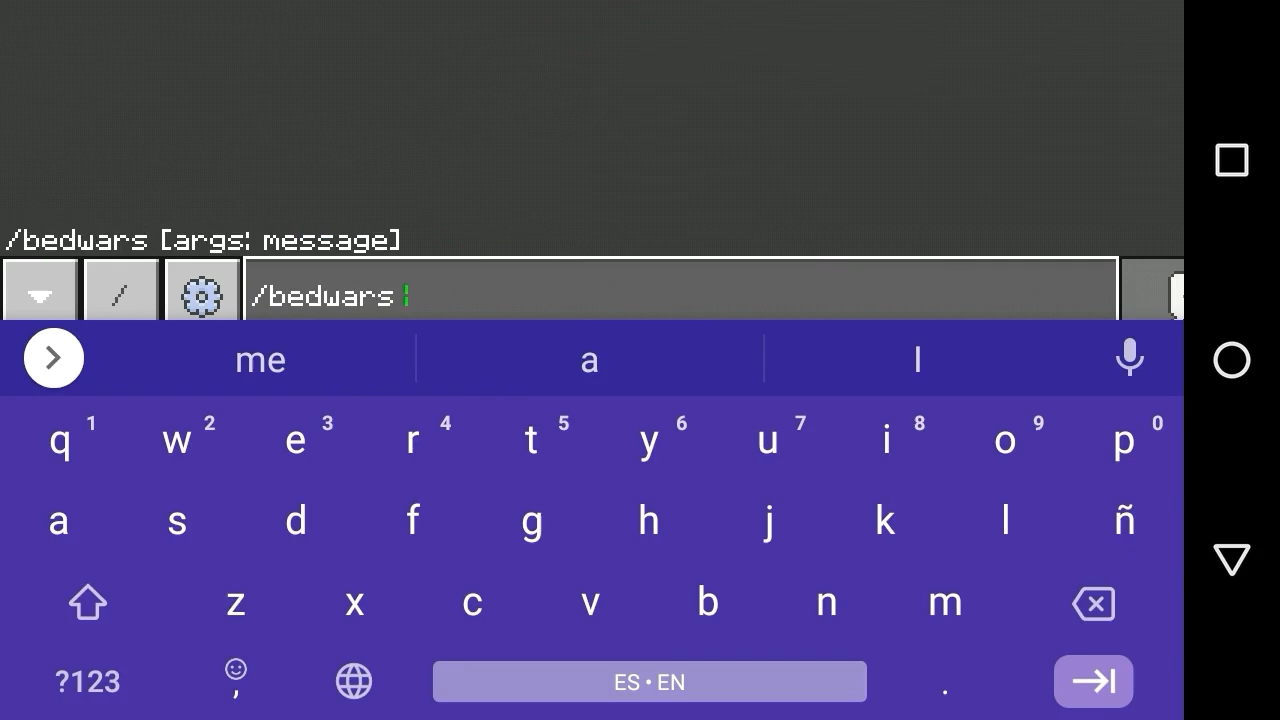 /bedwars [args: message]
/
/bedwars
me a I
q 1 w 2 e 3 r 4 t 5 y 6 u 7 i 8 o 9 p 0
a s d f g h j k l ñ
z x c v b n m
?123 , ES • EN .